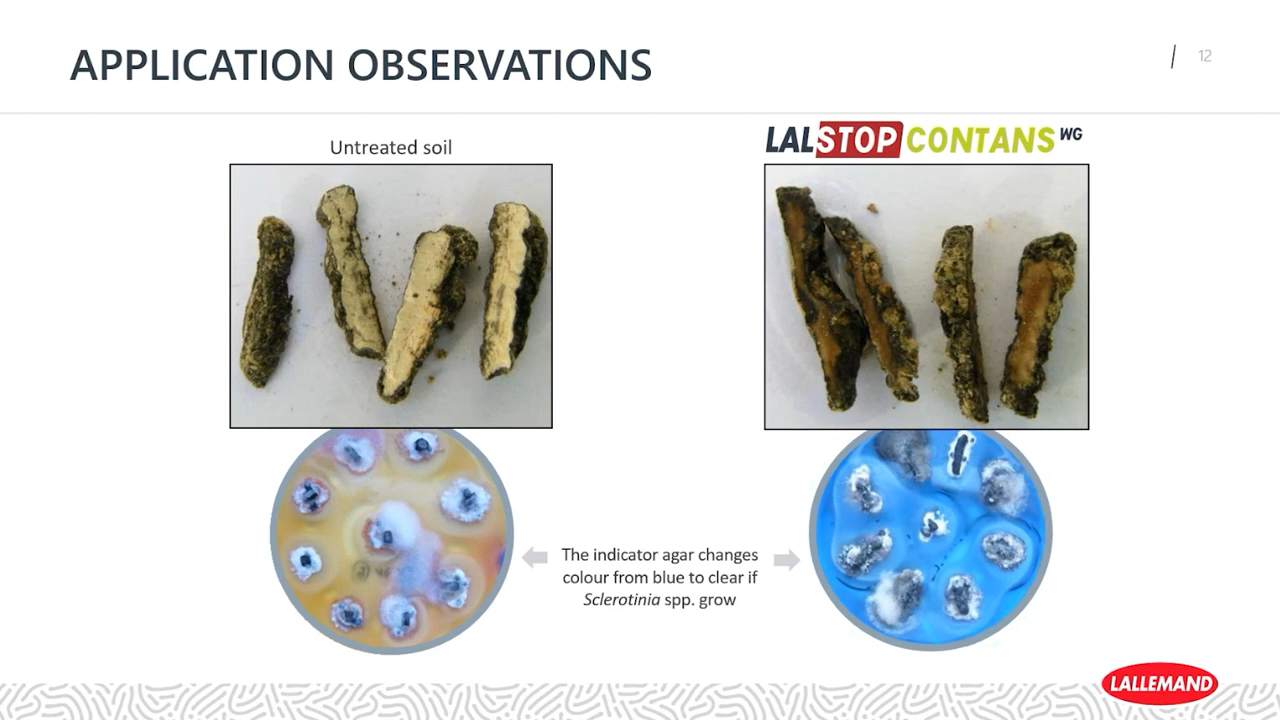 APPLICATION OBSERVATIONS
/ 12
Untreated soil
LALSTOP CONTANS WG
The indicator agar changes
colour from blue to clear if
Sclerotinia spp. grow
LALLEMAND